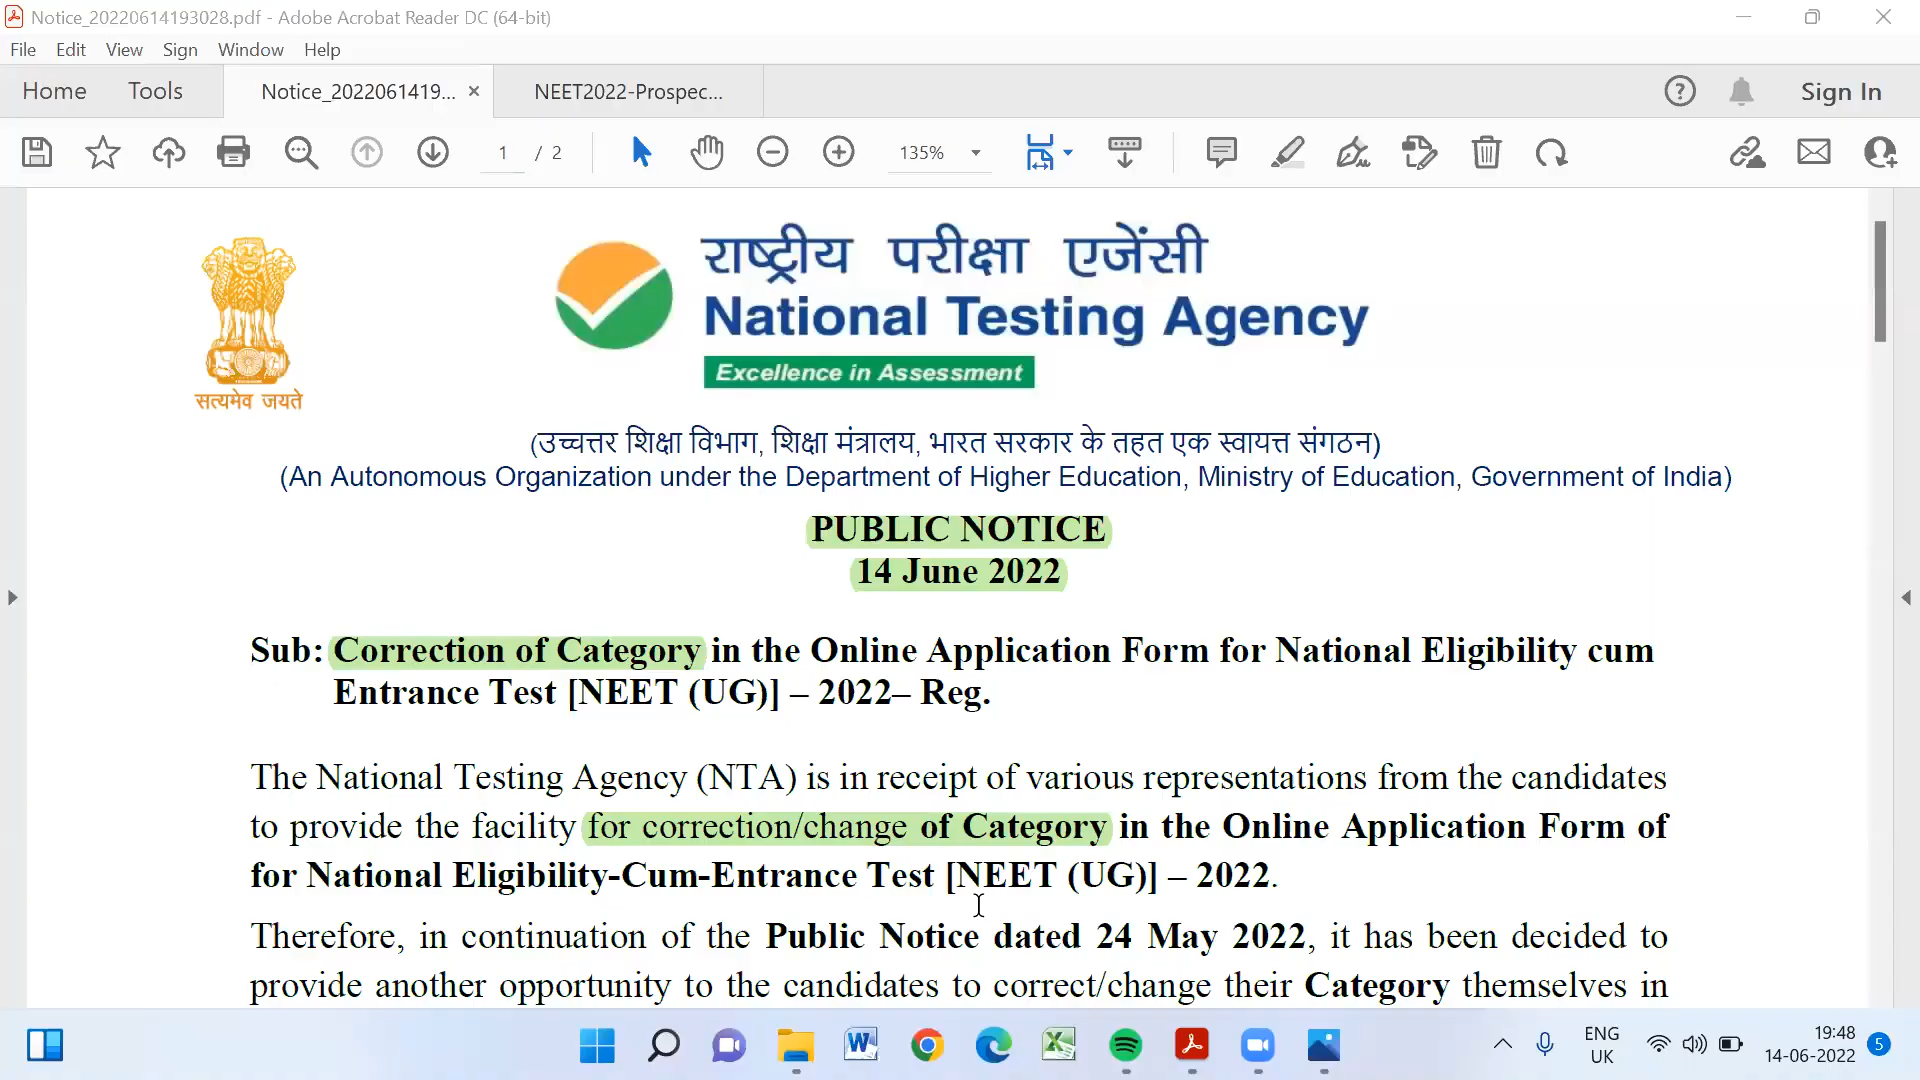 Notice_20220614193028.pdf - Adobe Acrobat Reader DC (64-bit)
File Edit View Sign Window Help
Home Tools Notice_2022061419... × NEET2022-Prospec... ? Sign In
1 / 2 135%
राष्ट्रीय परीक्षा एजेंसी
National Testing Agency
Excellence in Assessment
सत्यमेव जयते
(उच्चत्तर शिक्षा विभाग, शिक्षा मंत्रालय, भारत सरकार के तहत एक स्वायत्त संगठन)
(An Autonomous Organization under the Department of Higher Education, Ministry of Education, Government of India)
PUBLIC NOTICE
14 June 2022
Sub: Correction of Category in the Online Application Form for National Eligibility cum
Entrance Test [NEET (UG)] – 2022– Reg.
The National Testing Agency (NTA) is in receipt of various representations from the candidates
to provide the facility for correction/change of Category in the Online Application Form of
for National Eligibility-Cum-Entrance Test [NEET (UG)] – 2022.
Therefore, in continuation of the Public Notice dated 24 May 2022, it has been decided to
provide another opportunity to the candidates to correct/change their Category themselves in
ENG
UK
19:48
14-06-2022
5